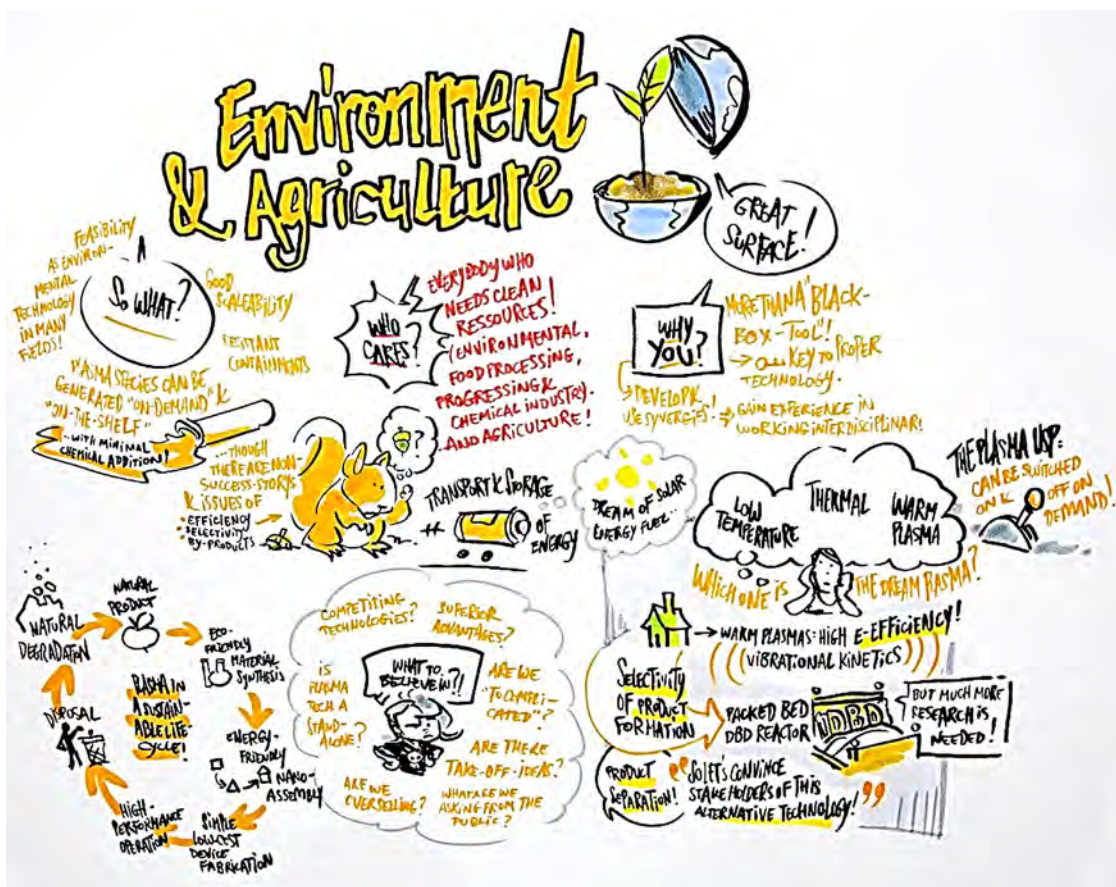 Environment
& Agriculture
GREAT
SURFACE!
FEASIBILITY
AS ENVIRON-
MENTAL
TECHNOLOGY
IN MANY
FIELDS!
SO WHAT?
GOOD
SCALEABILITY
CONTAINMENTS
PLASMA SPECIES CAN BE
GENERATED "ON-DEMAND" &
"ON-THE-SHELF"
...WITH MINIMAL
CHEMICAL ADDITION!
WHO
CARES?
EVERYBODY WHO
NEEDS CLEAN
RESSOURCES!
(ENVIRONMENTAL,
FOOD PROCESSING,
PROGRESSING &
CHEMICAL INDUSTRY.
AND AGRICULTURE!
WHY
YOU?
MORE THAN A "BLACK-
BOX-TOOL"!
KEY TO PROPER
TECHNOLOGY.
DEVELOP &
USE SYNERGIES!
GAIN EXPERIENCE IN
WORKING INTERDISCIPLINAR!
...THOUGH
THERE ARE NON-
SUCCESS-STORYS
& ISSUES OF
• EFFICIENCY
• SELECTIVITY
• BY-PRODUCTS
TRANSPORT & STORAGE
OF
ENERGY
DREAM OF SOLAR
ENERGY FUEL...
LOW
TEMPERATURE
THERMAL
WARM
PLASMA
THE PLASMA USP:
CAN BE SWITCHED
ON & OFF ON
DEMAND!
WHICH ONE IS THE DREAM PLASMA?
NATURAL
DEGRADATION
NATURAL
PRODUCT
ECO-
FRIENDLY
MATERIAL
SYNTHESIS
ENERGY-
FRIENDLY
NANO-
ASSEMBLY
SIMPLE
LOW-COST
DEVICE
FABRICATION
HIGH-
PERFORMANCE
OPERATION
DISPOSAL
PLASMA IN
A SUSTAIN-
ABLE LIFE-
CYCLE!
COMPETITING
TECHNOLOGIES?
SUPERIOR
ADVANTAGES?
IS
PLASMA
TECH A
STAND-
ALONE?
WHAT TO
BELIEVE IN?!
ARE WE
"TO COMPLI-
CATED"?
ARE THERE
TAKE-OFF-IDEAS?
ARE WE
OVERSELLING?
WHAT ARE WE
ASKING FROM THE
PUBLIC?
WARM PLASMAS: HIGH E-EFFICIENCY!
VIBRATIONAL KINETICS
SELECTIVITY
OF PRODUCT
FORMATION
PACKED BED
DBD REACTOR
DBD
BUT MUCH MORE
RESEARCH IS
NEEDED!
PRODUCT
SEPARATION!
"SO LET'S CONVINCE
STAKEHOLDERS OF THIS
ALTERNATIVE TECHNOLOGY!"